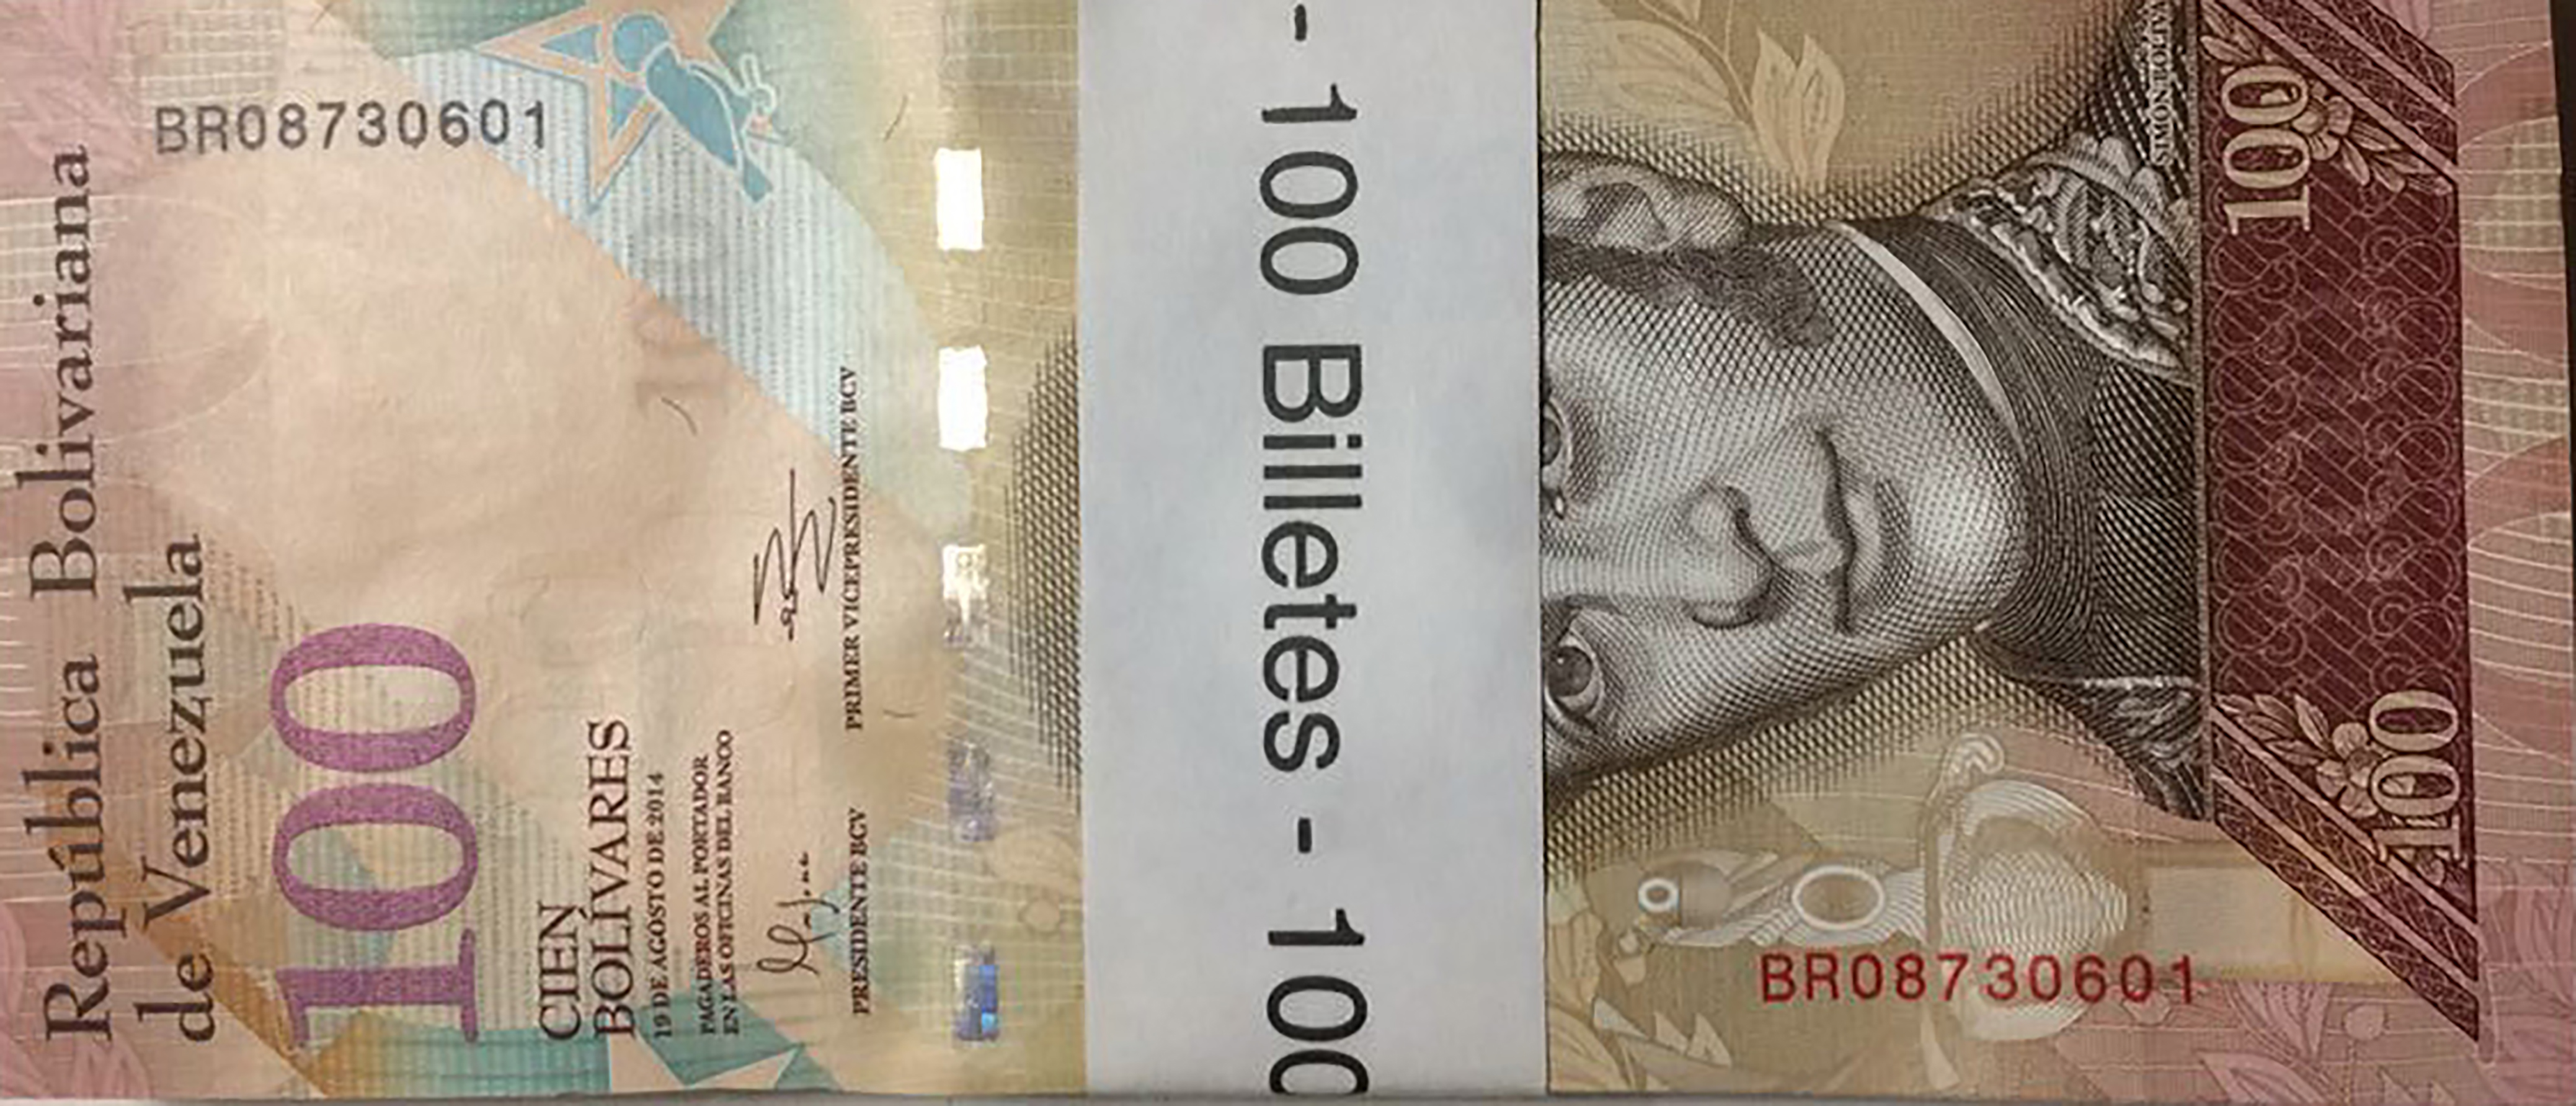 República Bolivariana
de Venezuela
BR08730601
100
CIEN
BOLÍVARES
19 DE AGOSTO DE 2014
PAGADEROS AL PORTADOR
EN LAS OFICINAS DEL BANCO
PRESIDENTE BCV
PRIMER VICEPRESIDENTE BCV
- 100 Billetes - 100
SIMÓN BOLÍVAR
100
100
BR08730601